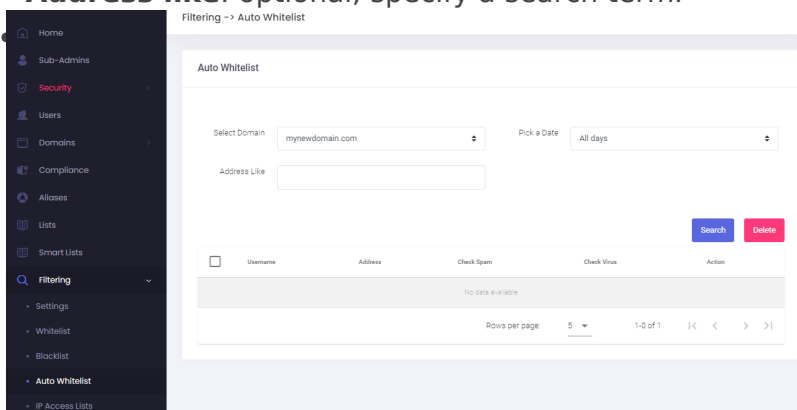 Address like: optional, specify a search term.
Filtering -> Auto Whitelist
Home
Sub-Admins
Security
Users
Domains
Compliance
Aliases
Lists
Smart Lists
Filtering
Settings
Whitelist
Blacklist
Auto Whitelist
IP Access Lists
Auto Whitelist
Select Domain mynewdomain.com Pick a Date All days
Address Like
Search Delete
Username Address Check Spam Check Virus Action
No data available
Rows per page: 5 1-0 of 1